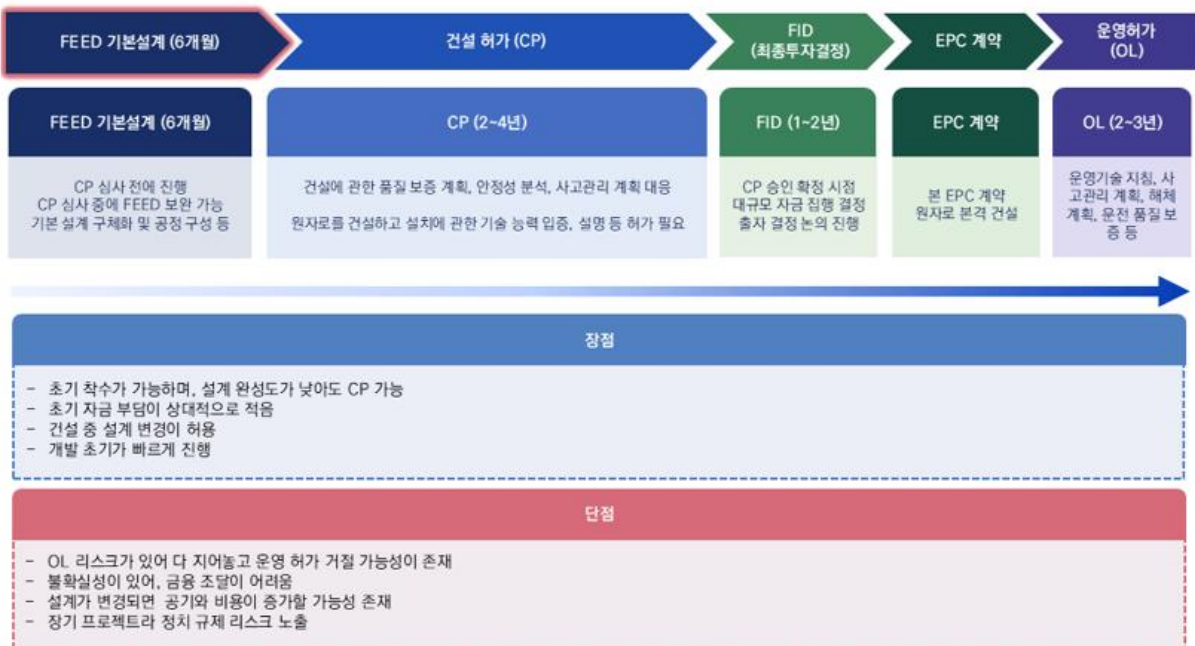 FEED 기본설계 (6개월)
건설 허가 (CP)
FID
(최종투자결정)
EPC 계약
운영허가
(OL)
FEED 기본설계 (6개월)
CP 심사 전에 진행
CP 심사 중에 FEED 보완 가능
기본 설계 구체화 및 공정 구성 등
CP (2~4년)
건설에 관한 품질 보증 계획, 안정성 분석, 사고관리 계획 대응
원자로를 건설하고 설치에 관한 기술 능력 입증, 설명 등 허가 필요
FID (1~2년)
CP 승인 확정 시점
대규모 자금 집행 결정
출자 결정 논의 진행
EPC 계약
본 EPC 계약
원자로 본격 건설
OL (2~3년)
운영기술 지침, 사
고관리 계획, 해체
계획, 운전 품질 보
증 등
장점
- 초기 착수가 가능하며, 설계 완성도가 낮아도 CP 가능
- 초기 자금 부담이 상대적으로 적음
- 건설 중 설계 변경이 허용
- 개발 초기가 빠르게 진행
단점
- OL 리스크가 있어 다 지어놓고 운영 허가 거절 가능성이 존재
- 불확실성이 있어, 금융 조달이 어려움
- 설계가 변경되면 공기와 비용이 증가할 가능성 존재
- 장기 프로젝트라 정치 규제 리스크 노출